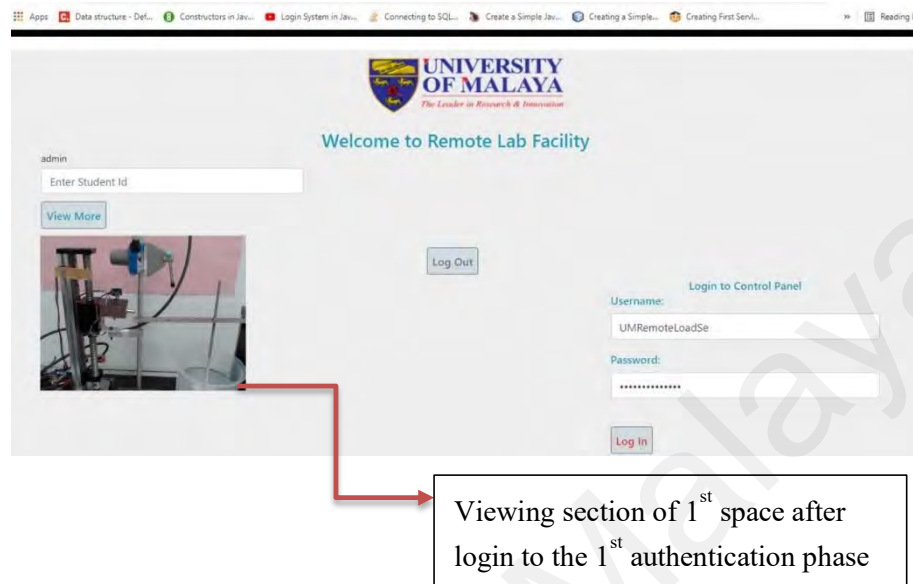 Apps Data structure - Def... Constructors in Jav... Login System in Jav... Connecting to SQL... Create a Simple Jav... Creating a Simple... Creating First Servl... » Reading
UNIVERSITY
OF MALAYA
The Leader in Research & Innovation
Welcome to Remote Lab Facility
admin
Enter Student Id
View More
Log Out
Login to Control Panel
Username:
UMRemoteLoadSe
Password:
••••••••••••••
Log In
Viewing section of 1st space after
login to the 1st authentication phase
Malaya